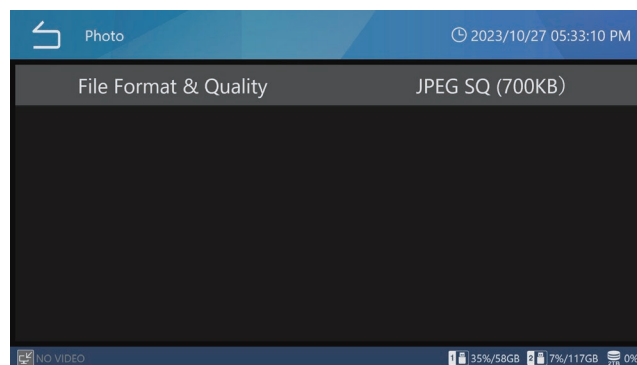 Photo
2023/10/27 05:33:10 PM
File Format & Quality
JPEG SQ (700KB)
NO VIDEO
1 35%/58GB 2 7%/117GB 2TB 0%